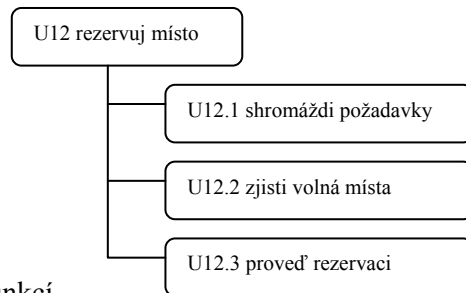 U12 rezervuj místo
U12.1 shromáždi požadavky
U12.2 zjisti volná místa
U12.3 proveď rezervaci